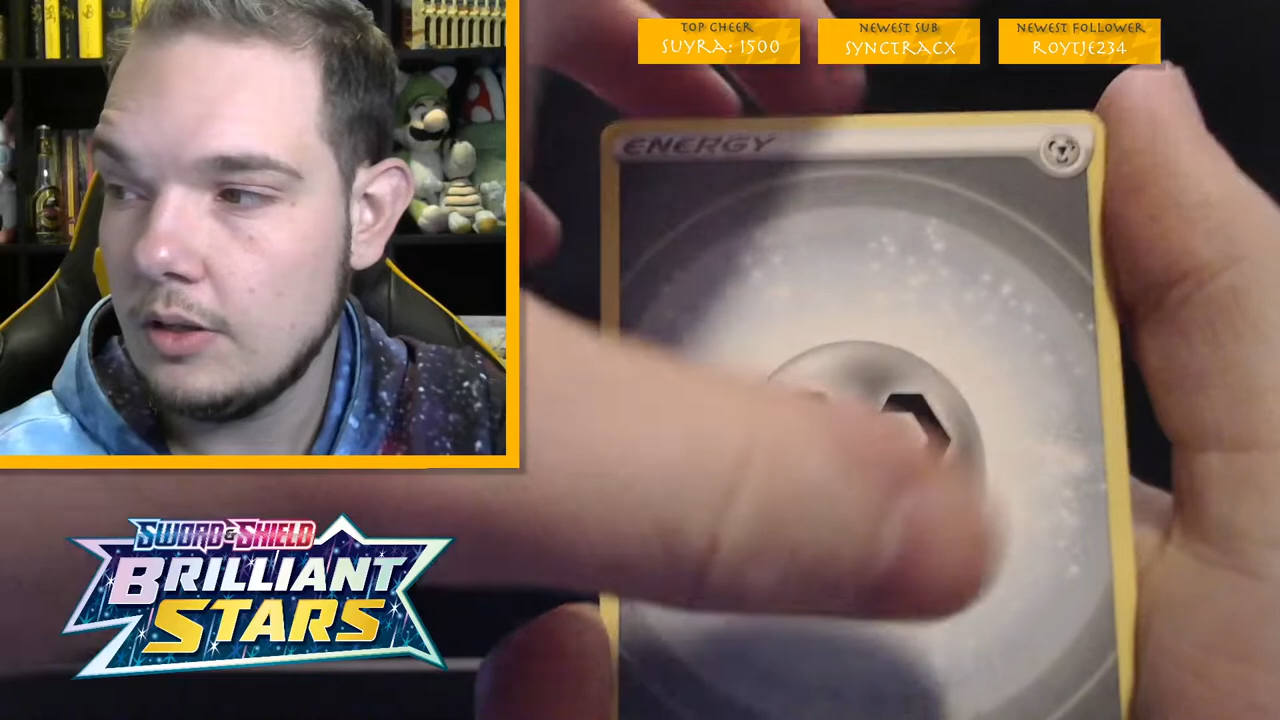 TOP CHEER
SUYRA: 1500
NEWEST SUB
SYNCTRACX
NEWEST FOLLOWER
ROYTJE234
ENERGY
SWORD & SHIELD
BRILLIANT
STARS